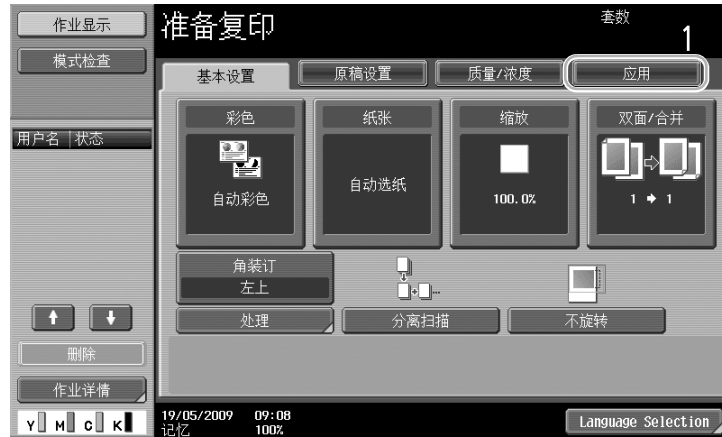 作业显示
模式检查
用户名 状态
删除
作业详情
Y M C K
准备复印
套数
1
基本设置 原稿设置 质量/浓度 应用
彩色 纸张 缩放 双面/合并
自动彩色 自动选纸 100.0% 1 → 1
角装订
左上
处理 分离扫描 不旋转
19/05/2009 09:08
记忆 100%
Language Selection